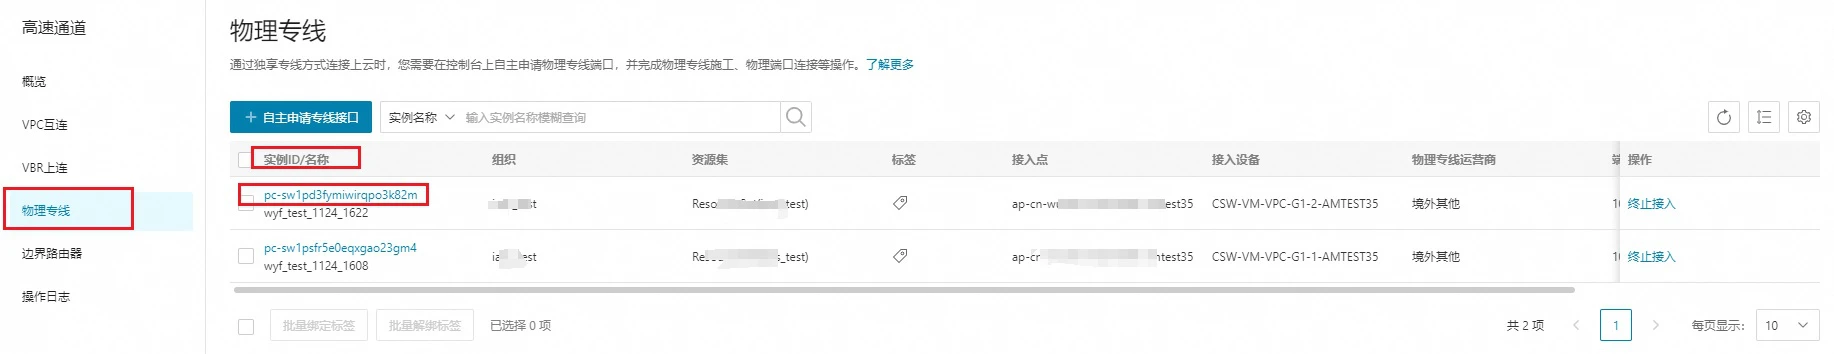 高速通道
概览
VPC互连
VBR上连
物理专线
边界路由器
操作日志
物理专线
通过独享专线方式连接上云时，您需要在控制台上自主申请物理专线端口，并完成物理专线施工、物理端口连接等操作。了解更多
+ 自主申请专线接口 实例名称 输入实例名称模糊查询
实例ID/名称 组织 资源集 标签 接入点 接入设备 物理专线运营商 操作
pc-sw1pd3fymiwirqpo3k82m
wyf_test_1124_1622 CSW-VM-VPC-G1-2-AMTEST35 境外其他 终止接入
pc-sw1psfr5e0eqxgao23gm4
wyf_test_1124_1608 CSW-VM-VPC-G1-1-AMTEST35 境外其他 终止接入
批量绑定标签 批量解绑标签 已选择 0 项 共 2 项 1 每页显示： 10